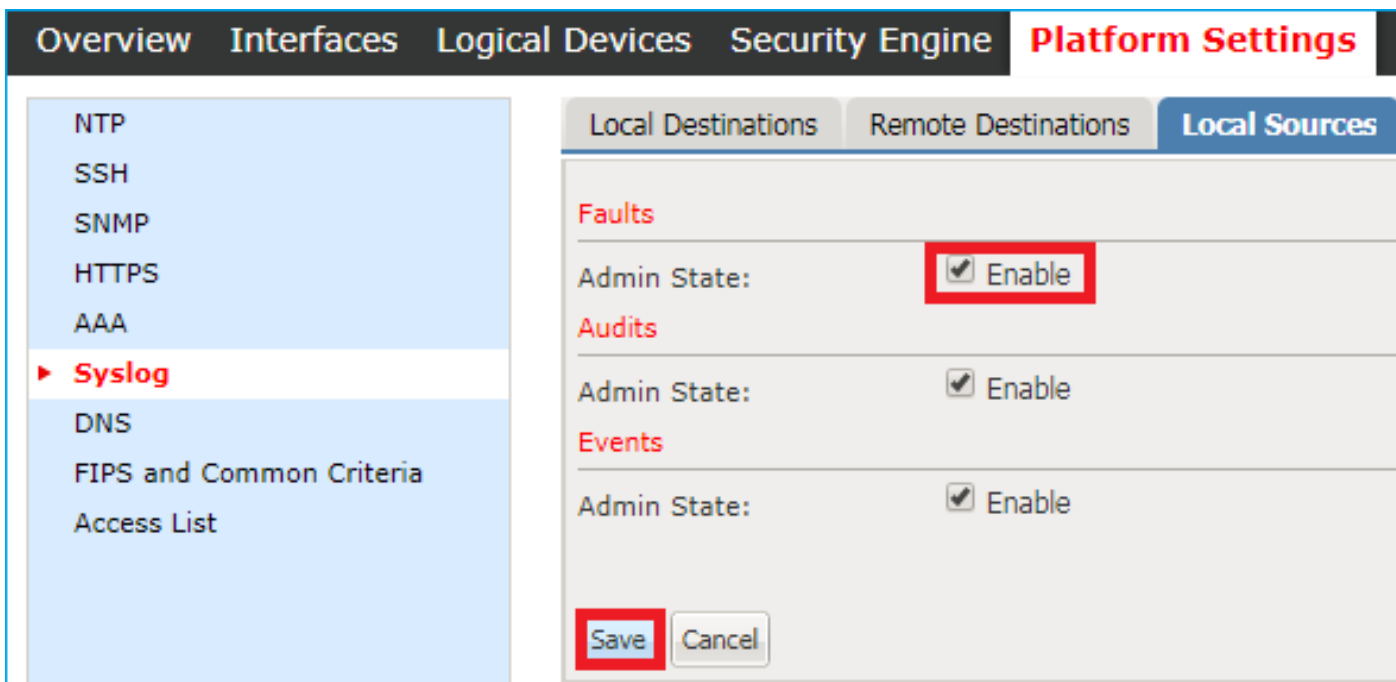 Overview Interfaces Logical Devices Security Engine Platform Settings
NTP
SSH
SNMP
HTTPS
AAA
Syslog
DNS
FIPS and Common Criteria
Access List
Local Destinations Remote Destinations Local Sources
Faults
Admin State: Enable
Audits
Admin State: Enable
Events
Admin State: Enable
Save Cancel